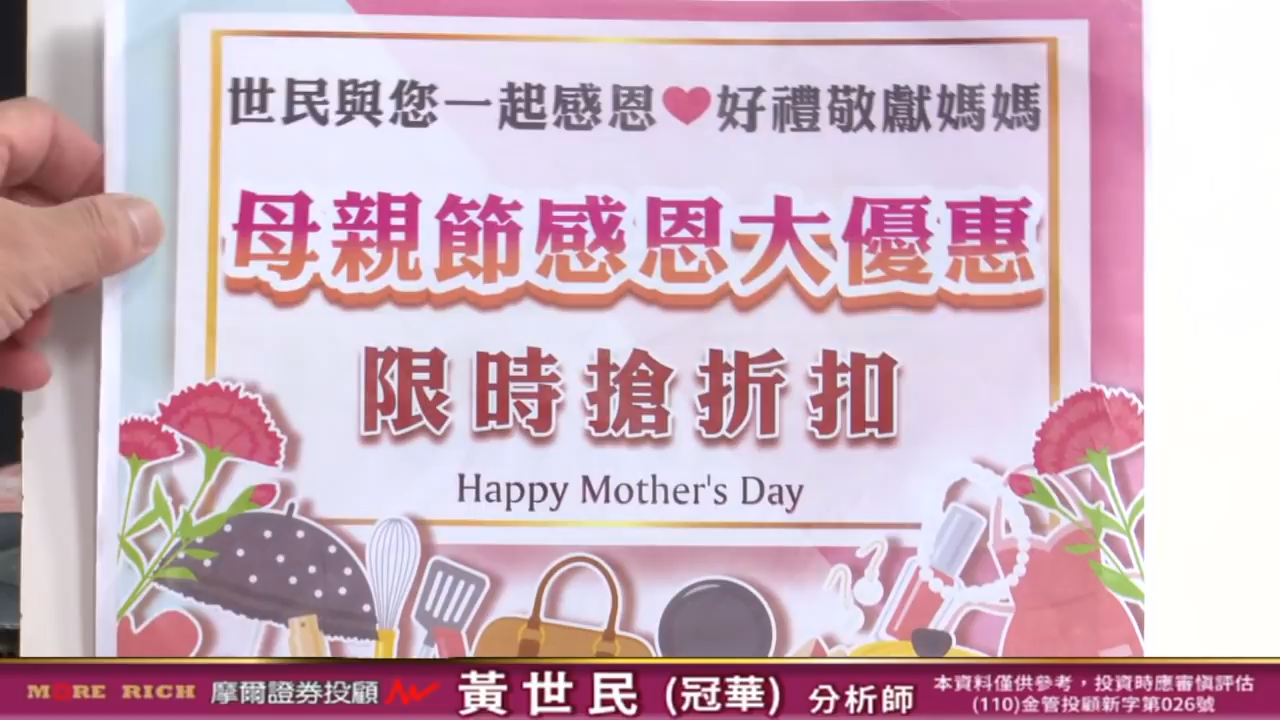 世民與您一起感恩❤好禮敬獻媽媽
母親節感恩大優惠
限時搶折扣
Happy Mother's Day
MORE RICH 摩爾證券投顧 黃世民(冠華) 分析師
本資料僅供參考，投資時應審慎評估
(110)金管投顧新字第026號